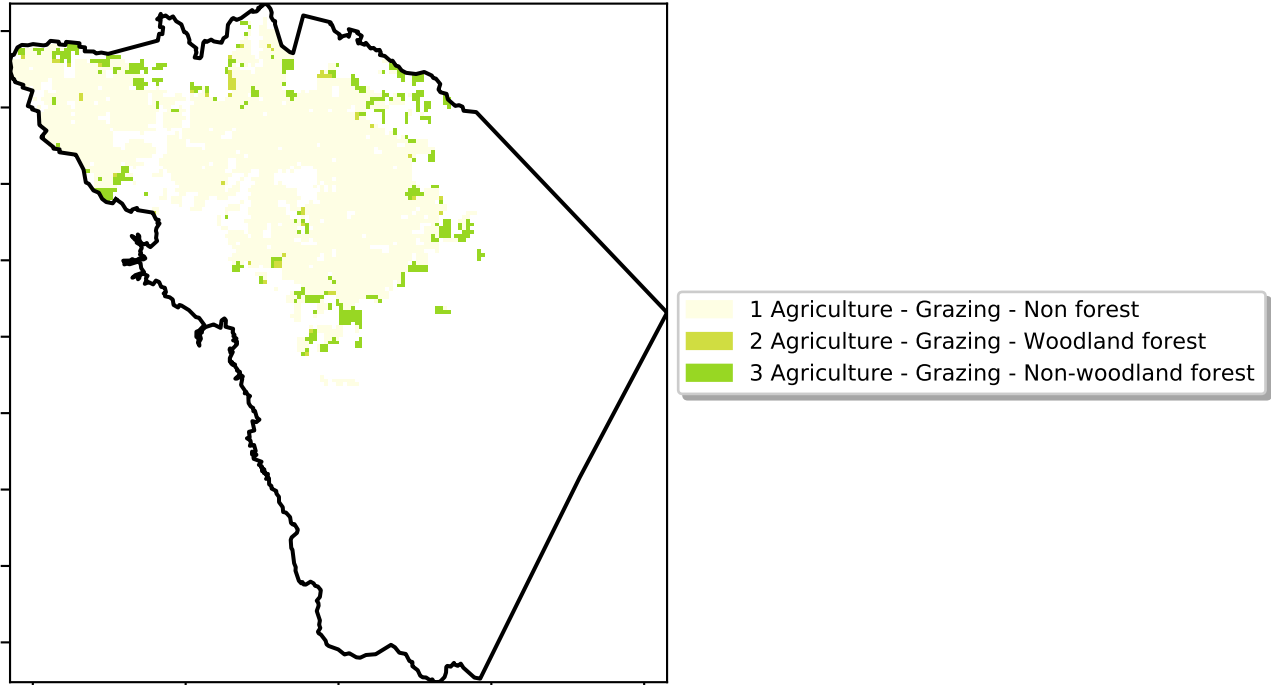 1 Agriculture - Grazing - Non forest
2 Agriculture - Grazing - Woodland forest
3 Agriculture - Grazing - Non-woodland forest